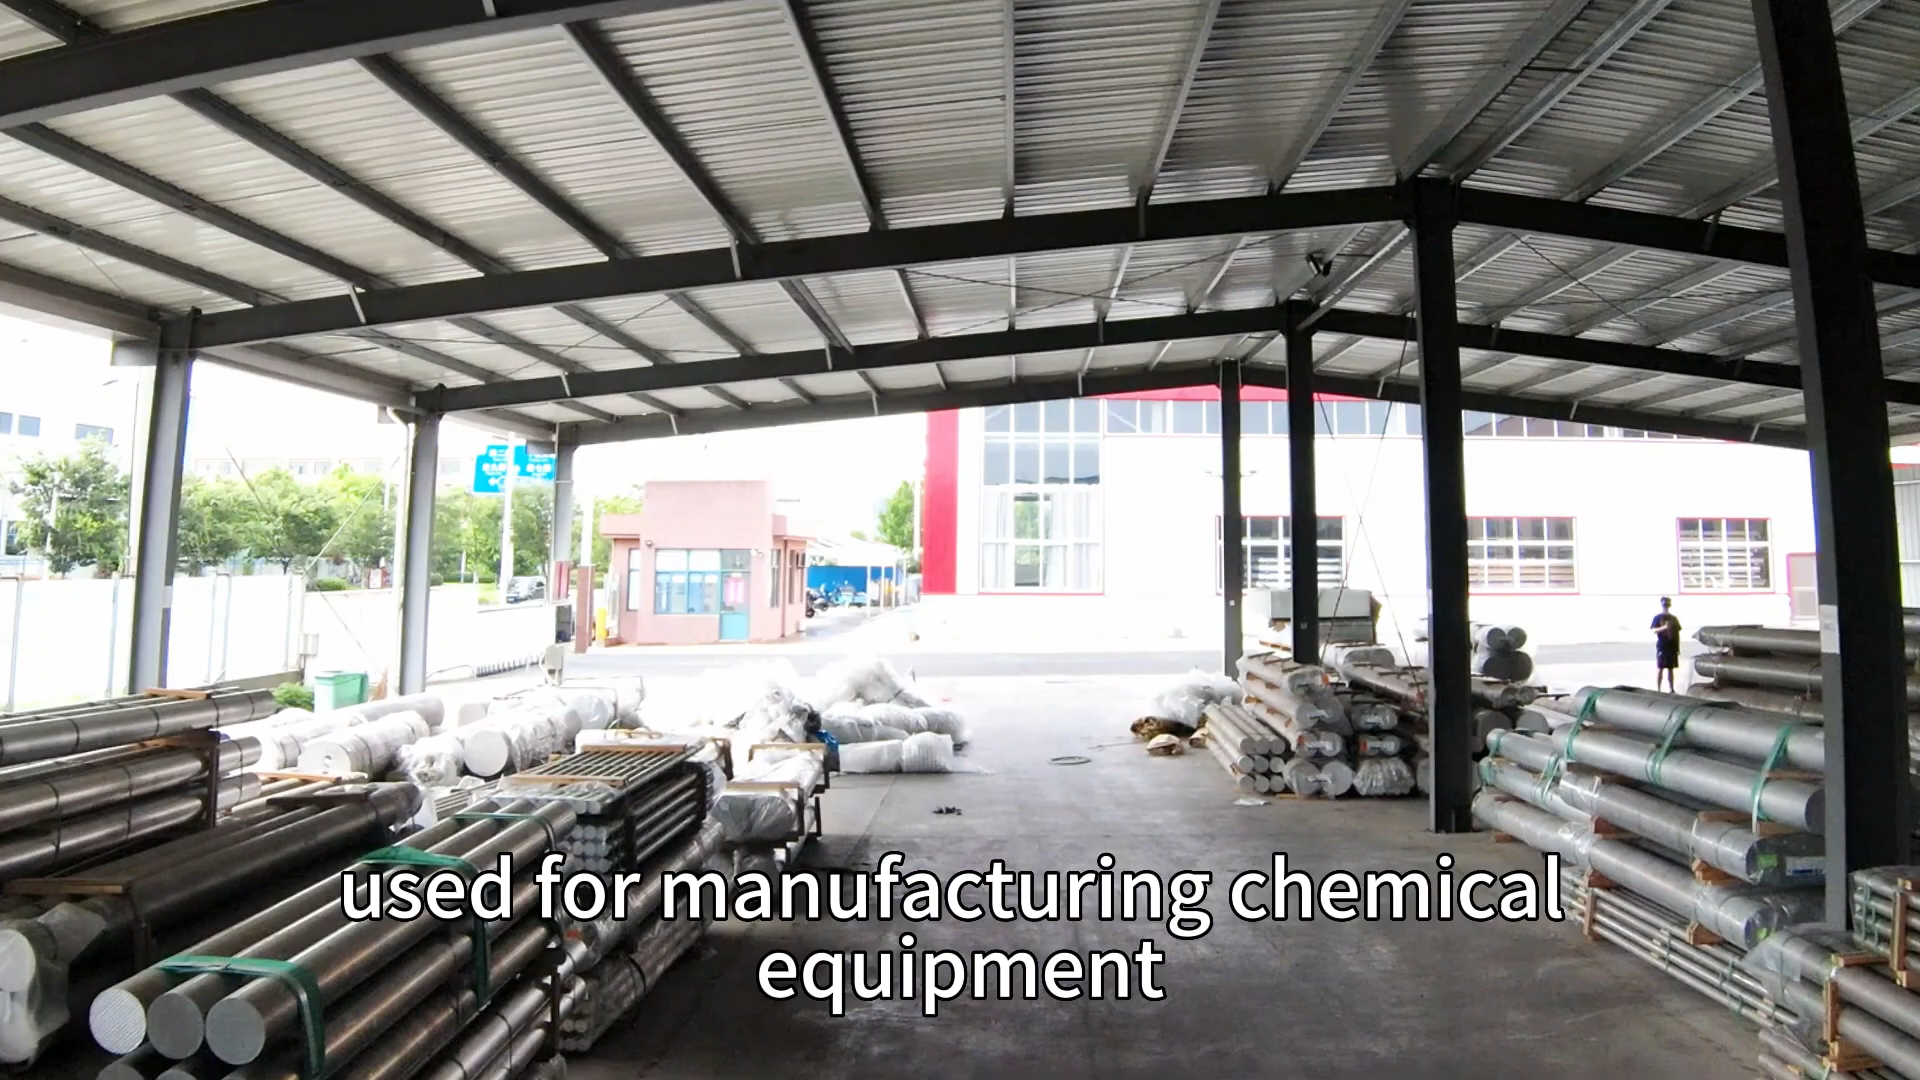 used for manufacturing chemical
equipment